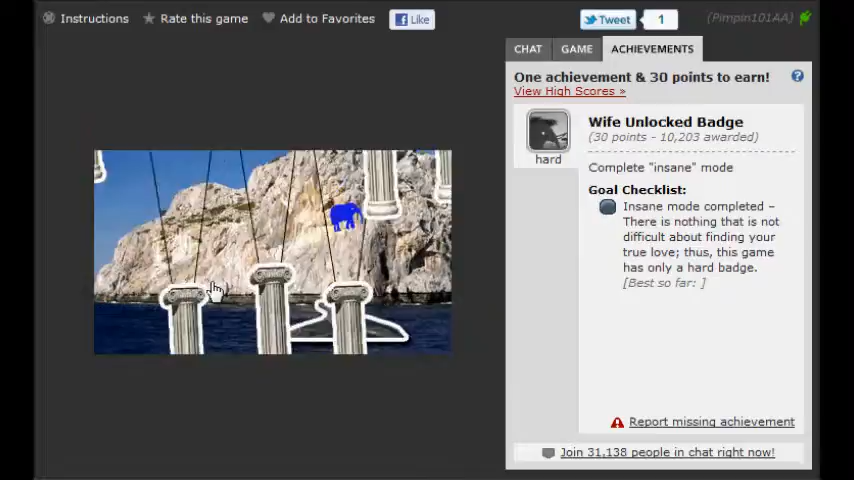 Instructions
Rate this game
Add to Favorites
Like
Tweet
1
(Pimpin101AA)
CHAT
GAME
ACHIEVEMENTS
One achievement & 30 points to earn!
?
View High Scores »
Wife Unlocked Badge
(30 points - 10,203 awarded)
hard
Complete "insane" mode
Goal Checklist:
Insane mode completed –
There is nothing that is not
difficult about finding your
true love; thus, this game
has only a hard badge.
[Best so far: ]
Report missing achievement
Join 31,138 people in chat right now!